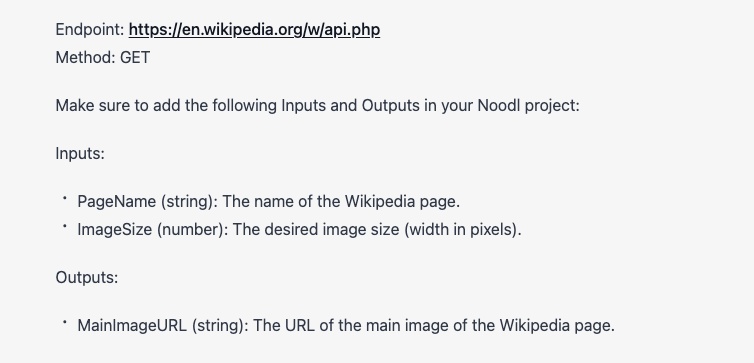 Endpoint: https://en.wikipedia.org/w/api.php
Method: GET
Make sure to add the following Inputs and Outputs in your Noodl project:
Inputs:
• PageName (string): The name of the Wikipedia page.
• ImageSize (number): The desired image size (width in pixels).
Outputs:
• MainImageURL (string): The URL of the main image of the Wikipedia page.